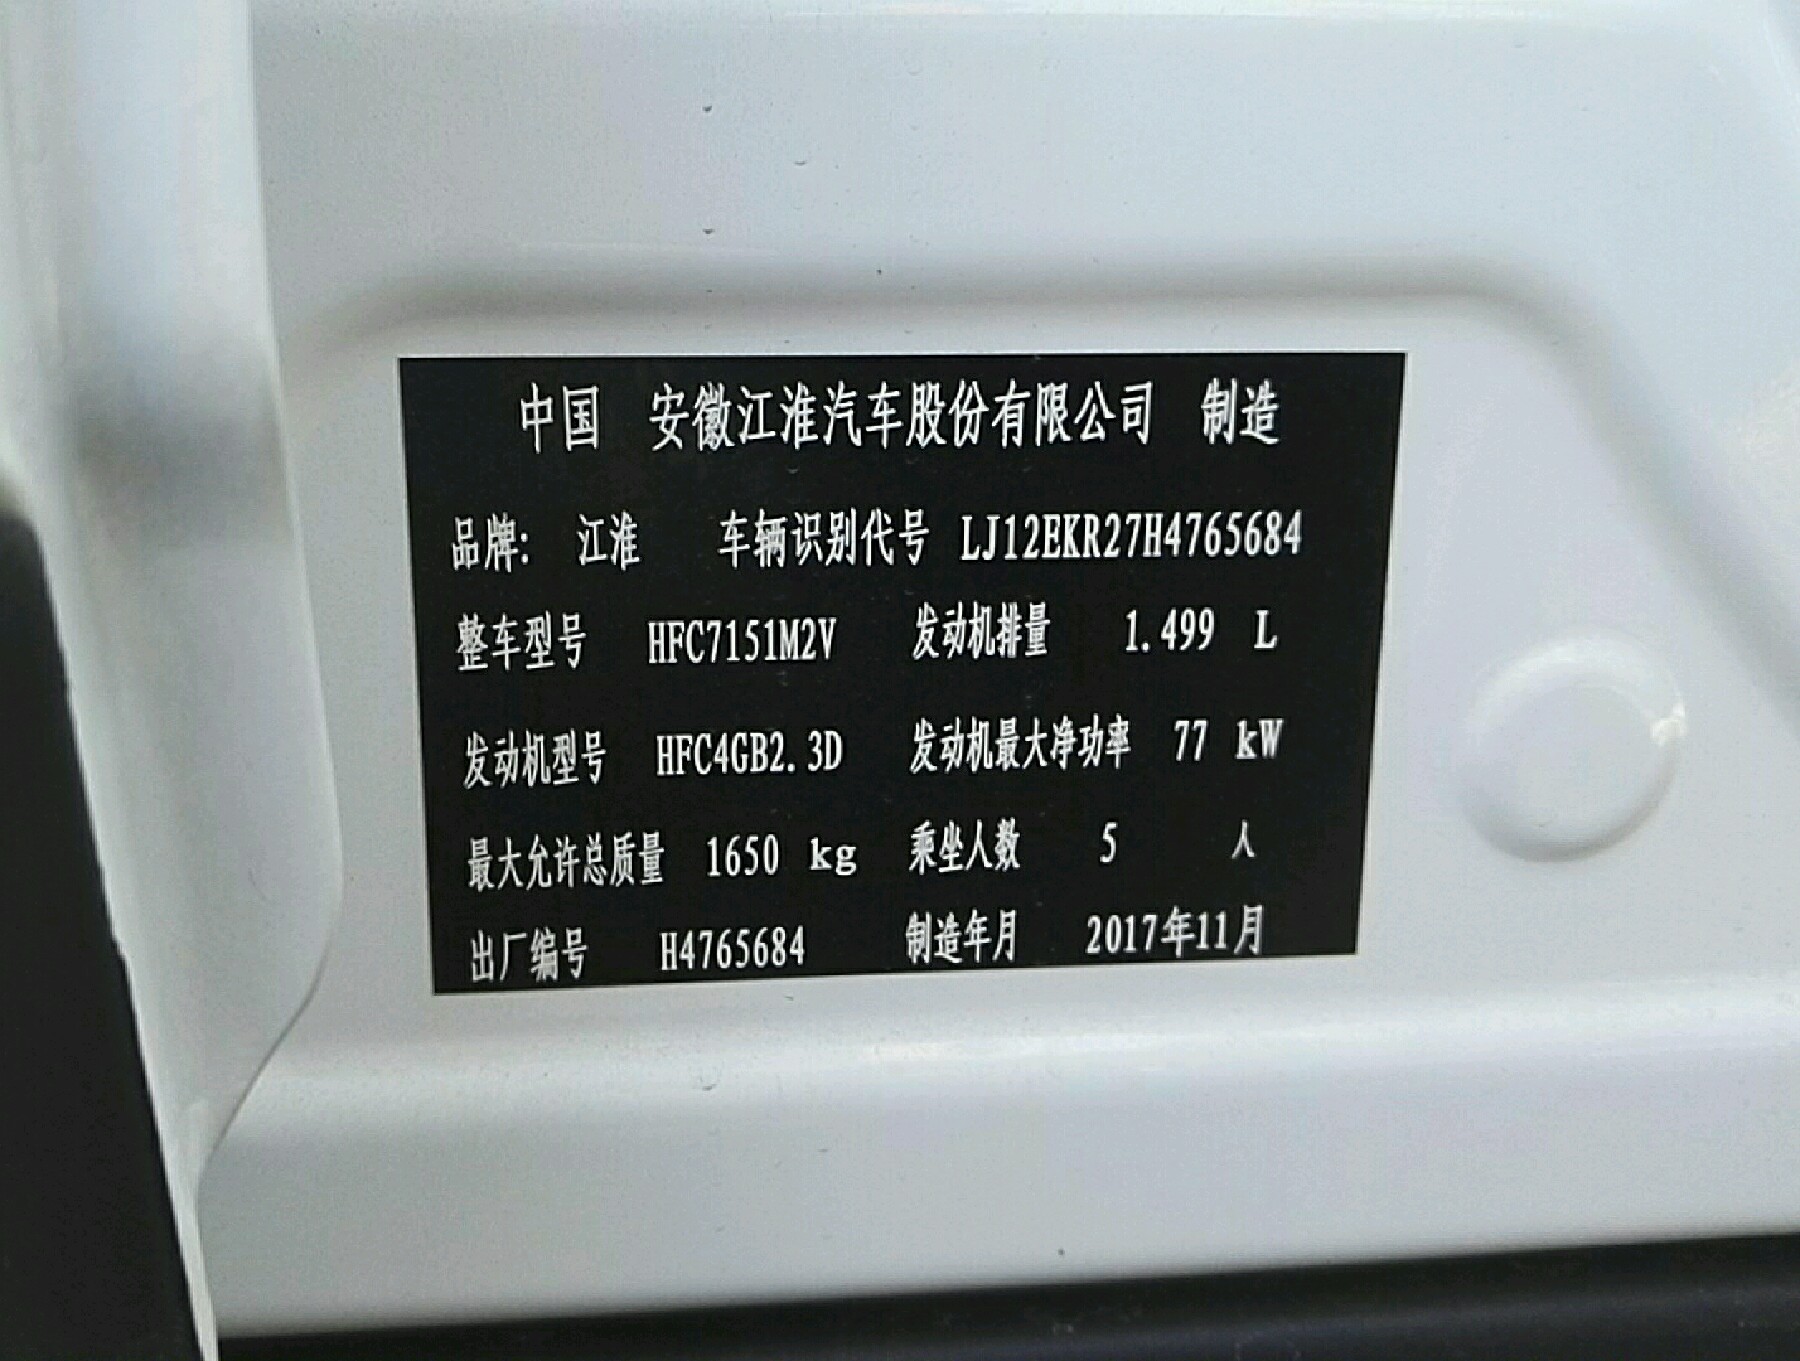 中国 安徽江淮汽车股份有限公司 制造
品牌: 江淮 车辆识别代号 LJ12EKR27H4765684
整车型号 HFC7151M2V 发动机排量 1.499 L
发动机型号 HFC4GB2.3D 发动机最大净功率 77 kW
最大允许总质量 1650 kg 乘坐人数 5 人
出厂编号 H4765684 制造年月 2017年11月